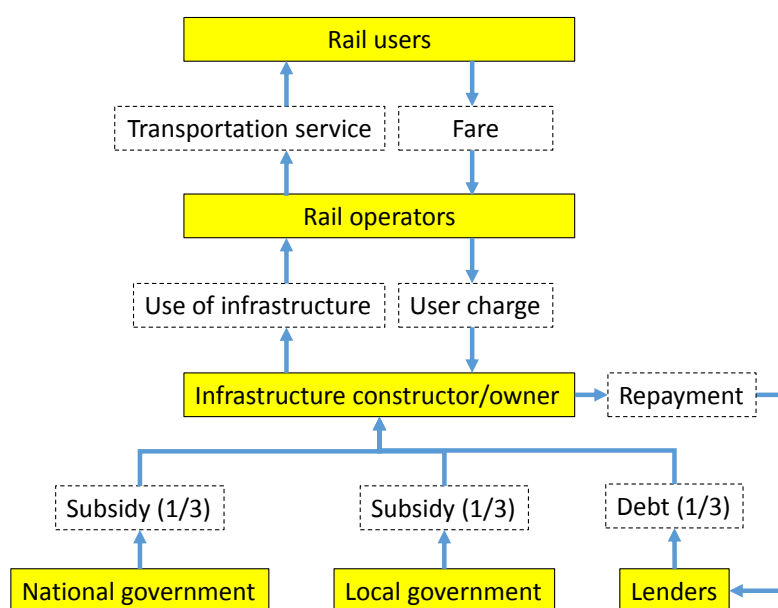 Rail users
Transportation service
Fare
Rail operators
Use of infrastructure
User charge
Infrastructure constructor/owner
Repayment
Subsidy (1/3)
Subsidy (1/3)
Debt (1/3)
National government
Local government
Lenders